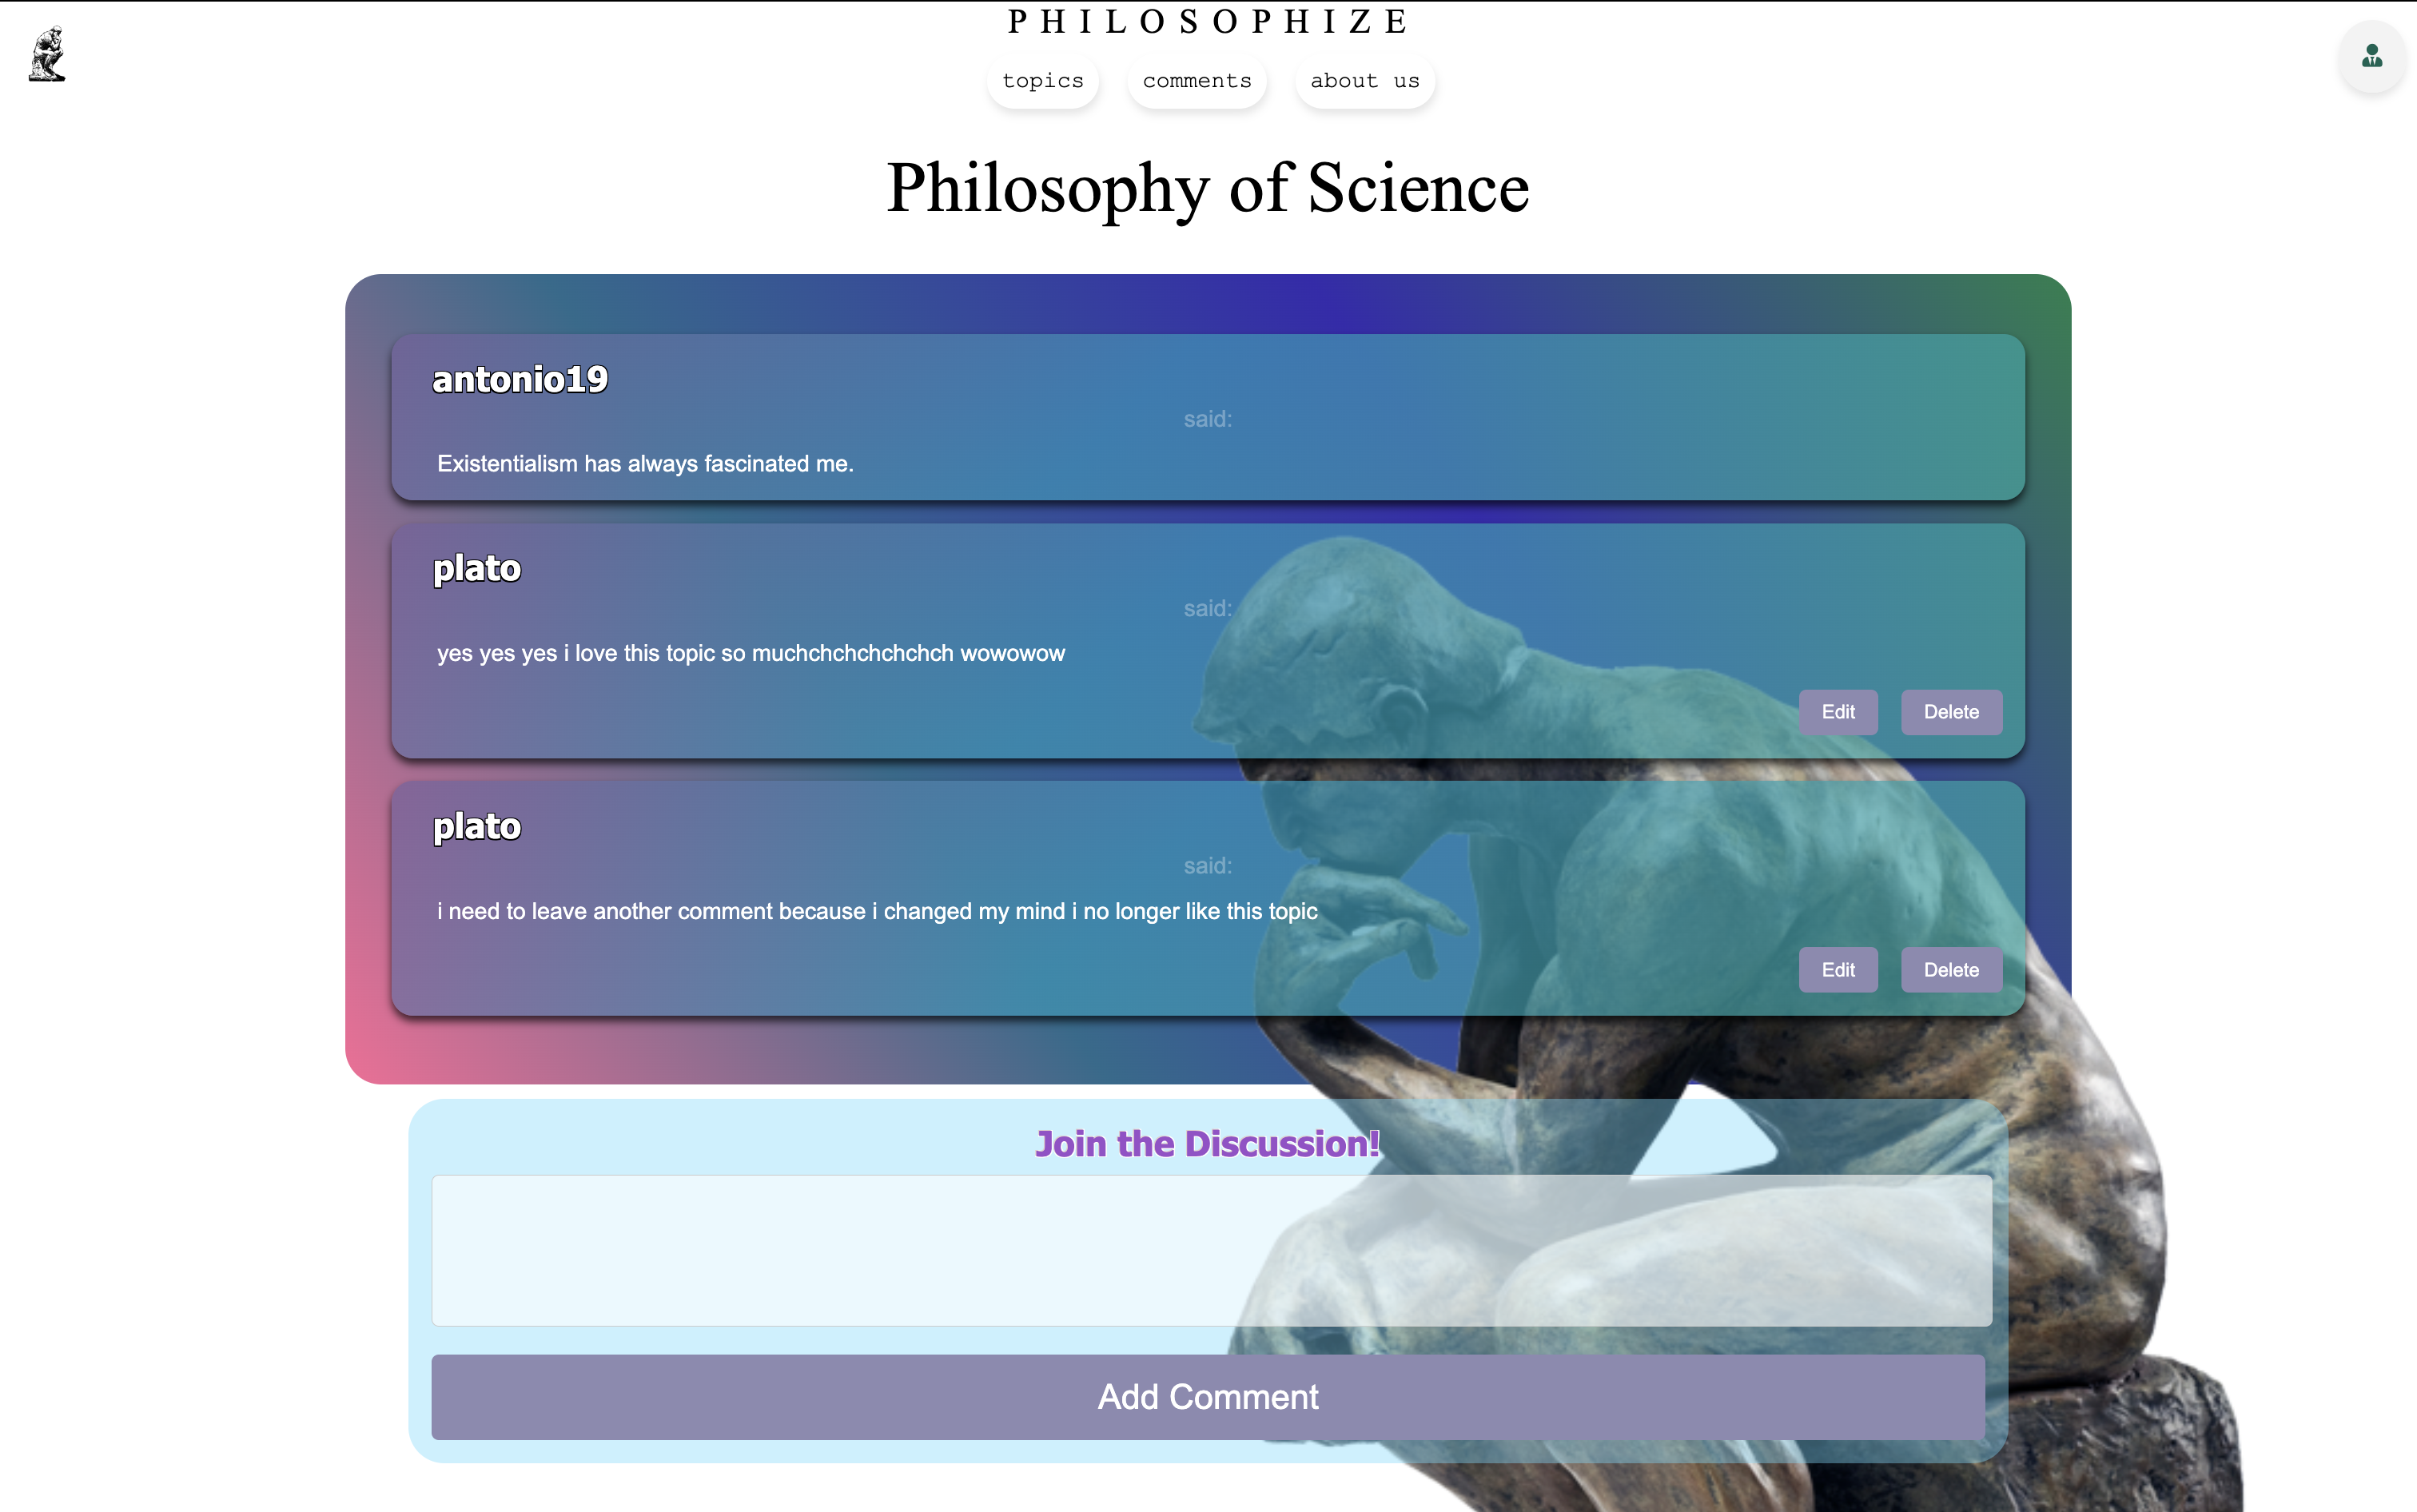 PHILOSOPHIZE
topics comments about us
Philosophy of Science
antonio19
said:
Existentialism has always fascinated me.
plato
said:
yes yes yes i love this topic so muchchchchchchch wowowow
Edit Delete
plato
said:
i need to leave another comment because i changed my mind i no longer like this topic
Edit Delete
Join the Discussion!
Add Comment